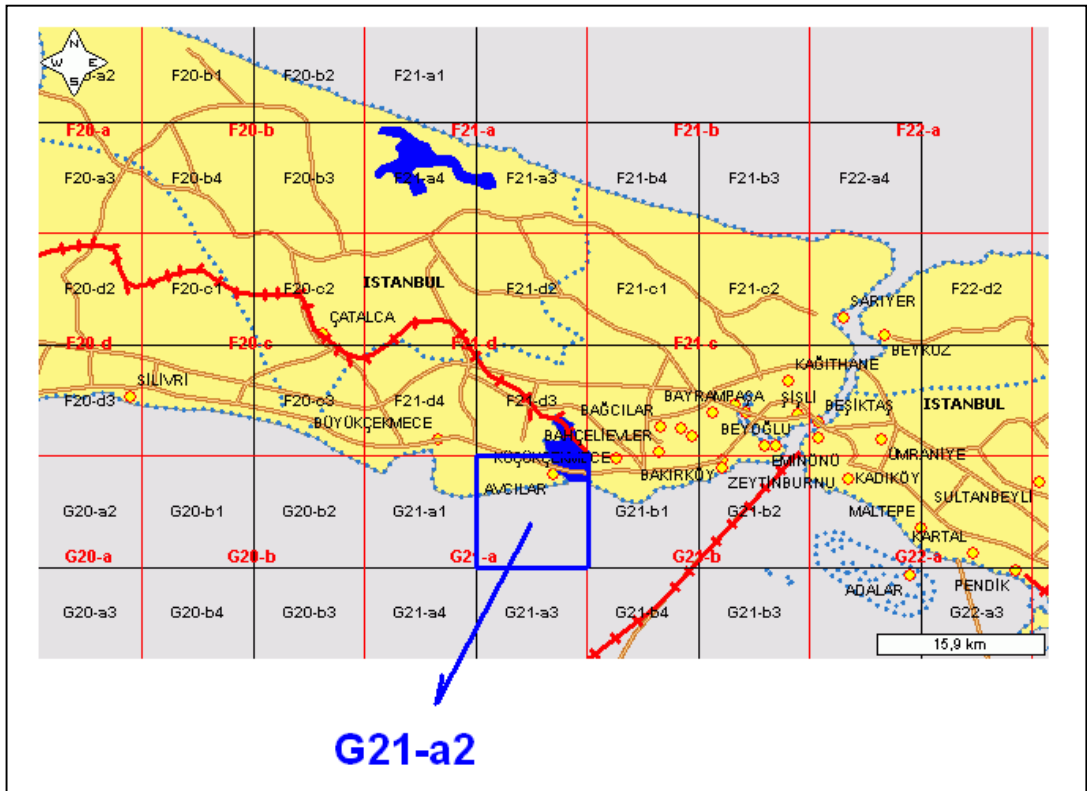 N
W E
S
0-a2 F20-b1 F20-b2 F21-a1
F20-a F20-b F21-a F21-b F22-a
F20-a3 F20-b4 F20-b3 F21-a4 F21-a3 F21-b4 F21-b3 F22-a4
F20-d2 F20-c1 F20-c2 ISTANBUL F21-d2 F21-c1 F21-c2 F22-d2
SARIYER
ÇATALCA
F20-d F20-c F21-d F21-c
BEYKOZ
KAĞITHANE
SİLİVRİ
BAYRAMPAŞA ŞİŞLİ
F20-d3 F20-c3 F21-d4 F21-d3 BAĞCILAR BEŞİKTAŞ ISTANBUL
BÜYÜKÇEKMECE BEYOĞLU
BAHÇELİEVLER
KÜÇÜKÇEKMECE EMİNÖNÜ ÜMRANİYE
BAKIRKÖY
AVCILAR ZEYTİNBURNU KADIKÖY
SULTANBEYLİ
G20-a2 G20-b1 G20-b2 G21-a1 G21-b1 G21-b2 MALTEPE
KARTAL
G20-a G20-b G21-a G21-b G22-a
PENDİK
ADALAR
G20-a3 G20-b4 G20-b3 G21-a4 G21-a3 G21-b4 G21-b3 G22-a3
15,9 km
G21-a2